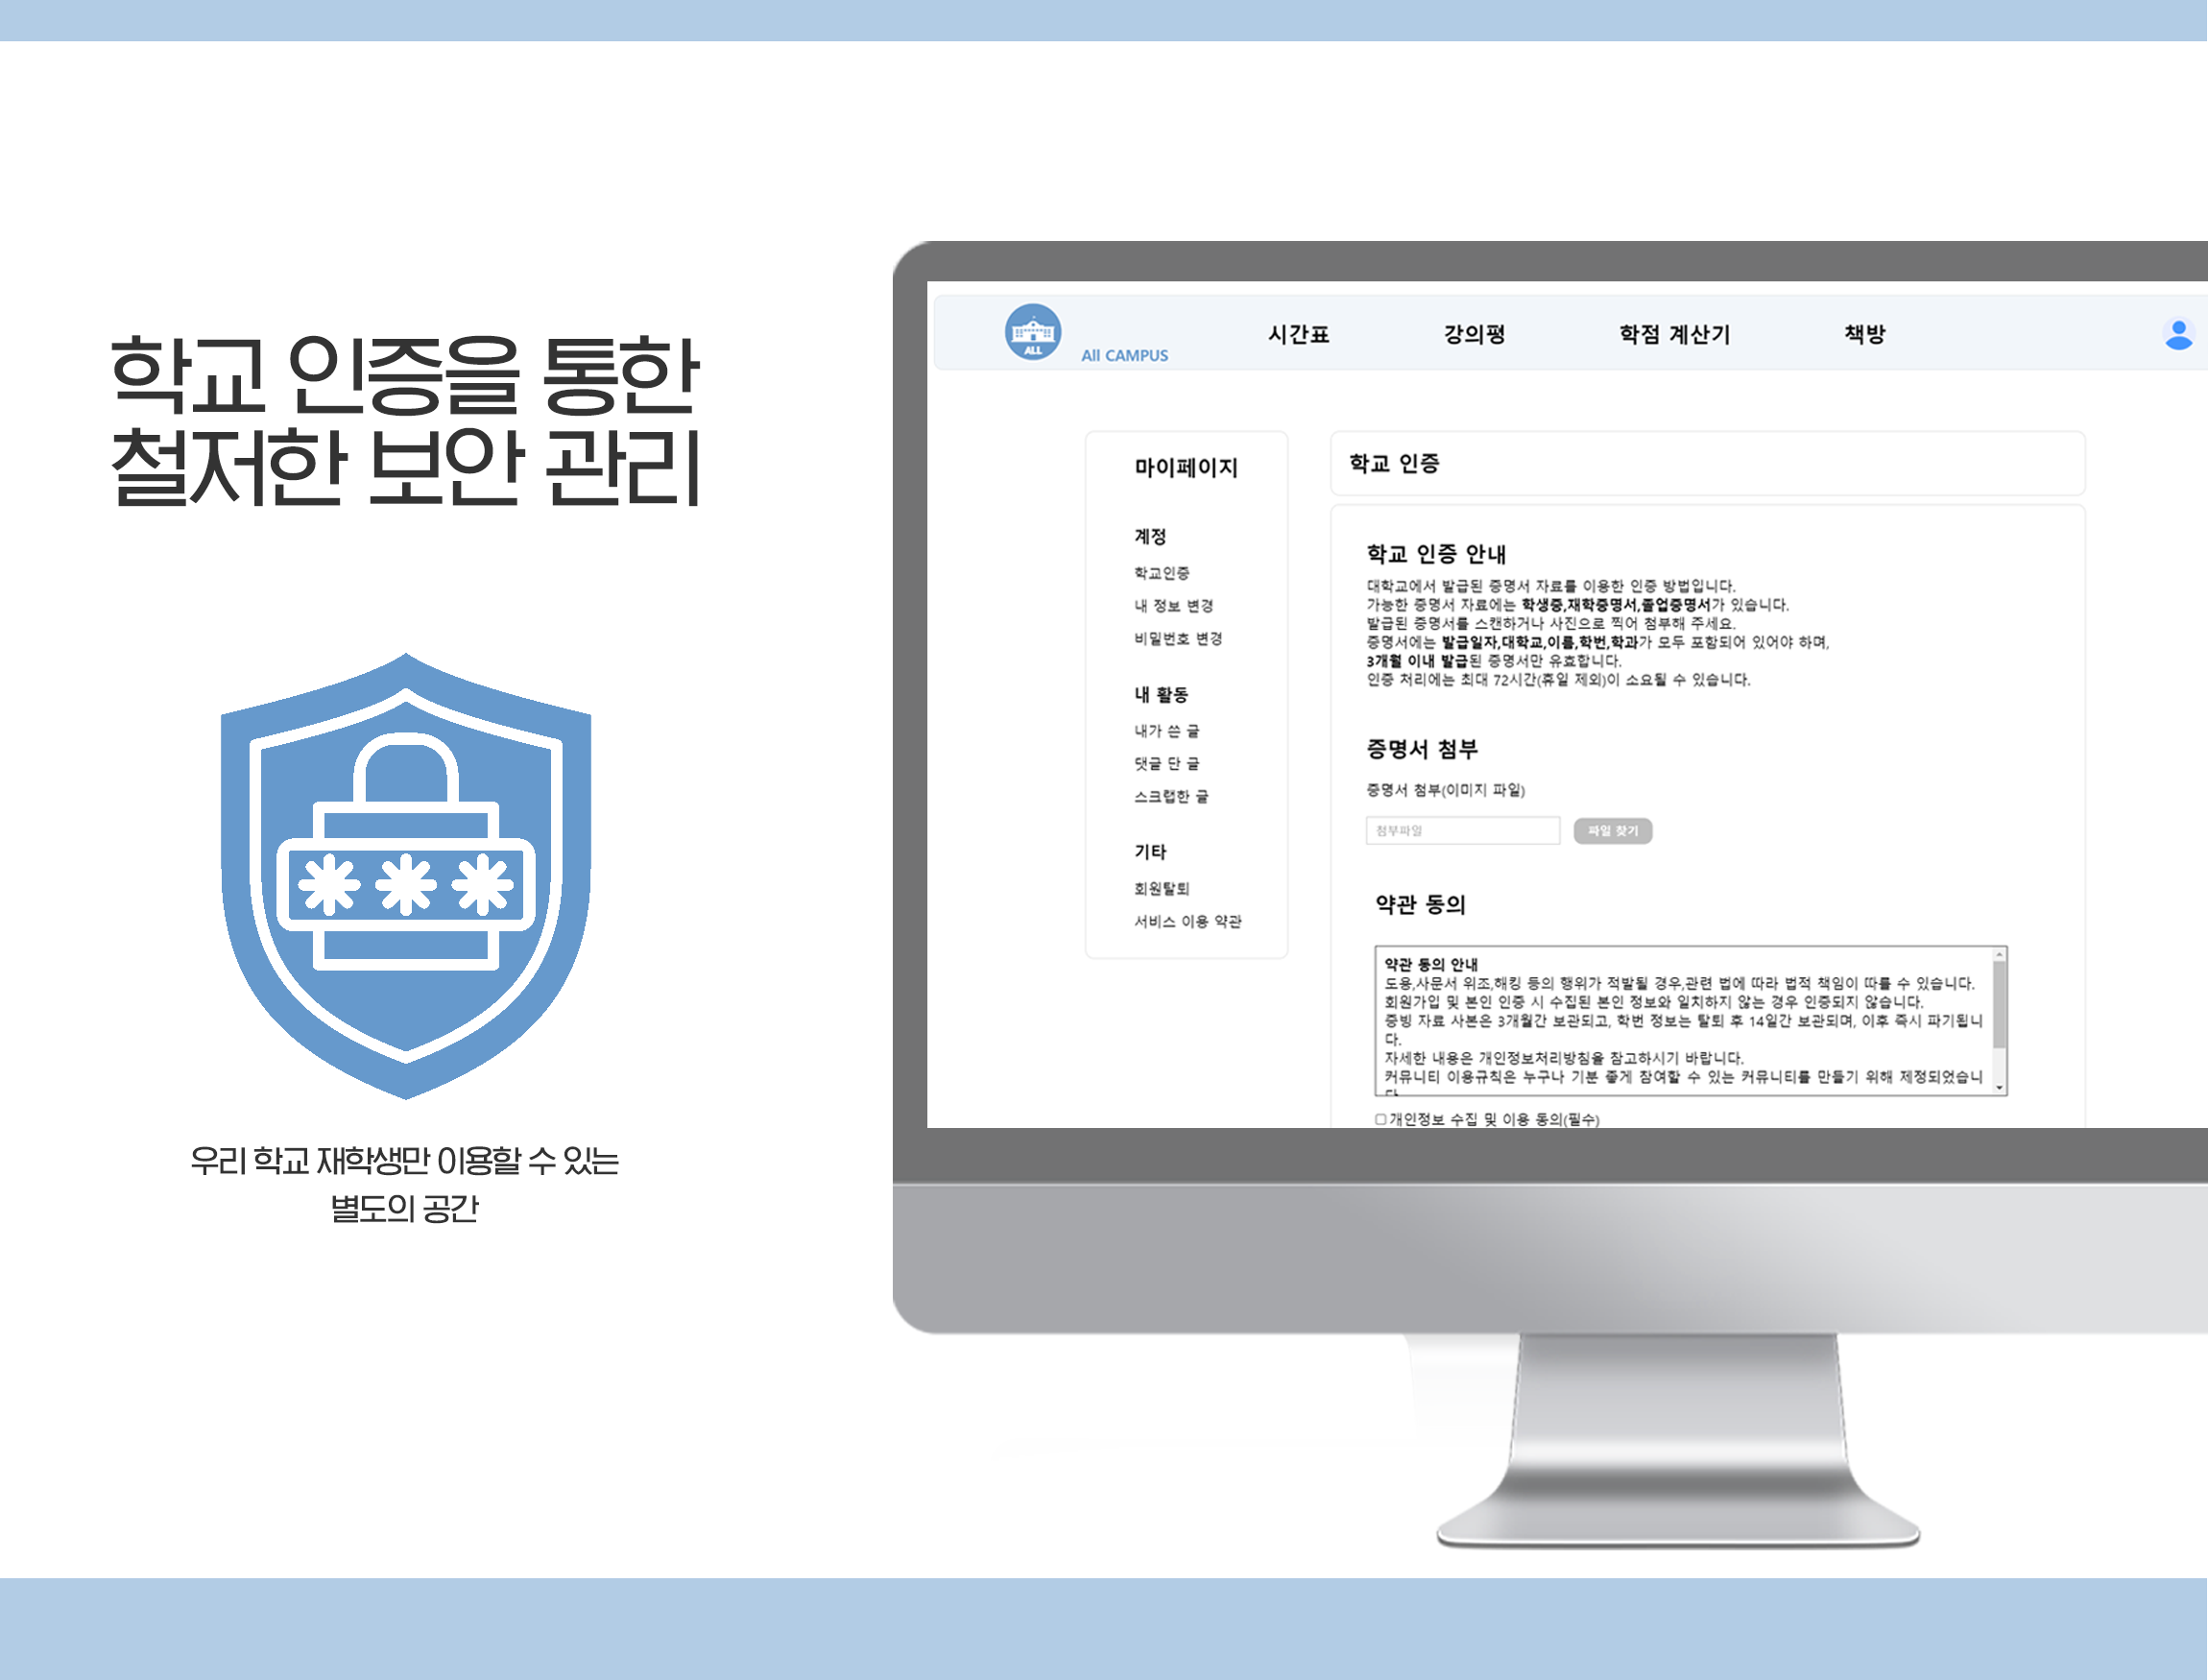 학교 인증을 통한
철저한 보안 관리
우리 학교 재학생만 이용할 수 있는
별도의 공간
ALL
All CAMPUS
시간표
강의평
학점 계산기
책방
마이페이지
계정
학교인증
내 정보 변경
비밀번호 변경
내 활동
내가 쓴 글
댓글 단 글
스크랩한 글
기타
회원탈퇴
서비스 이용 약관
학교 인증
학교 인증 안내
대학교에서 발급된 증명서 자료를 이용한 인증 방법입니다.
가능한 증명서 자료에는 학생증,재학증명서,졸업증명서가 있습니다.
발급된 증명서를 스캔하거나 사진으로 찍어 첨부해 주세요.
증명서에는 발급일자,대학교,이름,학번,학과가 모두 포함되어 있어야 하며,
3개월 이내 발급된 증명서만 유효합니다.
인증 처리에는 최대 72시간(휴일 제외)이 소요될 수 있습니다.
증명서 첨부
증명서 첨부(이미지 파일)
첨부파일
파일 찾기
약관 동의
약관 동의 안내
도용,사문서 위조,해킹 등의 행위가 적발될 경우,관련 법에 따라 법적 책임이 따를 수 있습니다.
회원가입 및 본인 인증 시 수집된 본인 정보와 일치하지 않는 경우 인증되지 않습니다.
증빙 자료 사본은 3개월간 보관되고, 학번 정보는 탈퇴 후 14일간 보관되며, 이후 즉시 파기됩니
다.
자세한 내용은 개인정보처리방침을 참고하시기 바랍니다.
커뮤니티 이용규칙은 누구나 기분 좋게 참여할 수 있는 커뮤니티를 만들기 위해 제정되었습니
개인정보 수집 및 이용 동의(필수)